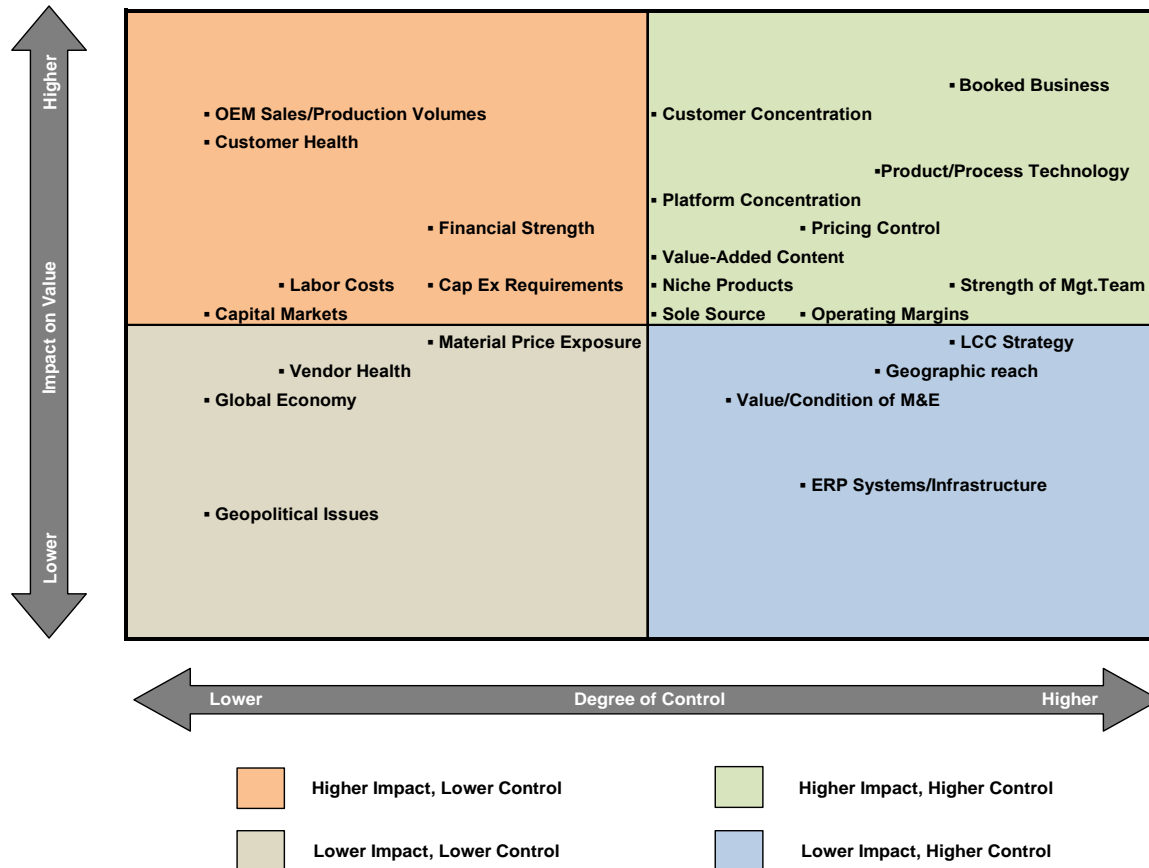 Higher
Impact on Value
Lower
▪ Booked Business
▪ OEM Sales/Production Volumes
▪ Customer Concentration
▪ Customer Health
▪Product/Process Technology
▪ Platform Concentration
▪ Financial Strength
▪ Pricing Control
▪ Value-Added Content
▪ Labor Costs
▪ Cap Ex Requirements
▪ Niche Products
▪ Strength of Mgt.Team
▪ Capital Markets
▪ Sole Source
▪ Operating Margins
▪ Material Price Exposure
▪ LCC Strategy
▪ Vendor Health
▪ Geographic reach
▪ Global Economy
▪ Value/Condition of M&E
▪ ERP Systems/Infrastructure
▪ Geopolitical Issues
Lower
Degree of Control
Higher
Higher Impact, Lower Control
Higher Impact, Higher Control
Lower Impact, Lower Control
Lower Impact, Higher Control